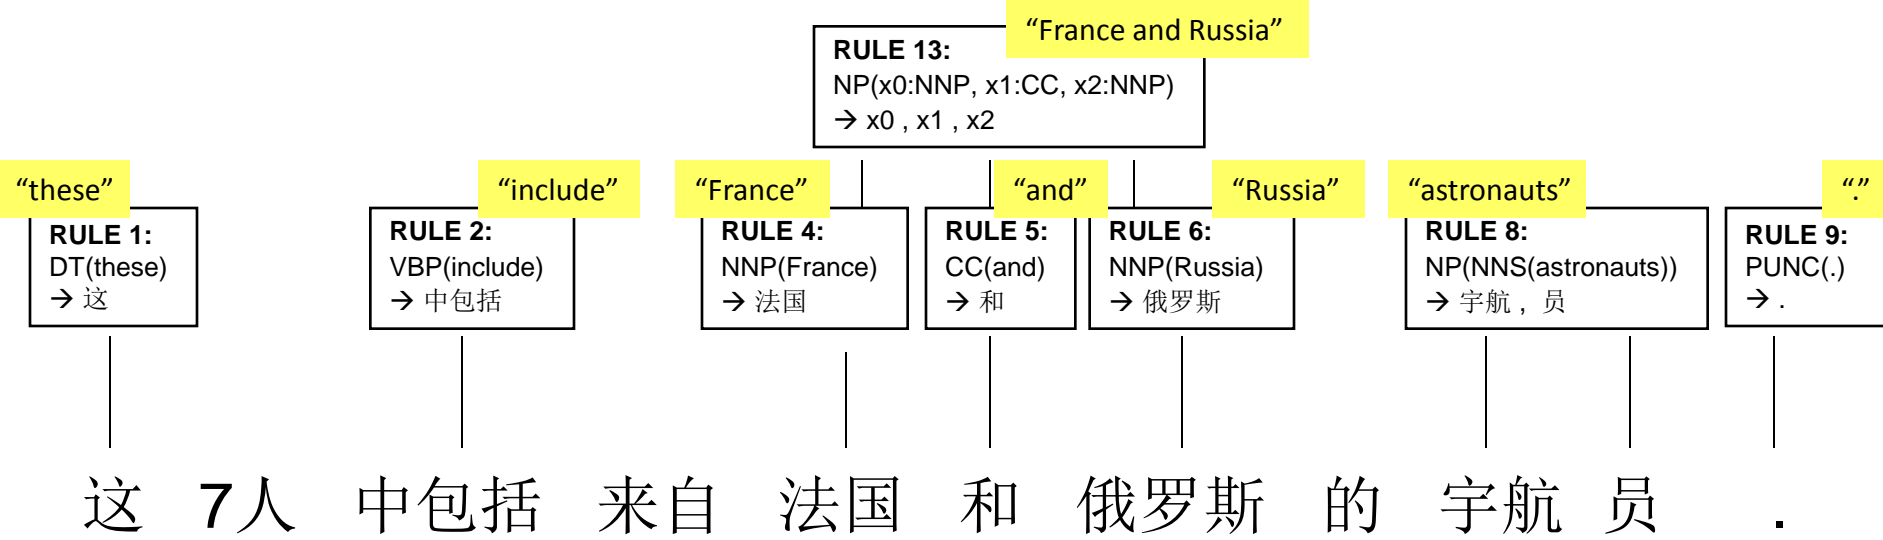 “France and Russia”
RULE 13:
NP(x0:NNP, x1:CC, x2:NNP)
→ x0 , x1 , x2
“these”
RULE 1:
DT(these)
→ 这
“include”
RULE 2:
VBP(include)
→ 中包括
“France”
RULE 4:
NNP(France)
→ 法国
“and”
RULE 5:
CC(and)
→ 和
“Russia”
RULE 6:
NNP(Russia)
→ 俄罗斯
“astronauts”
RULE 8:
NP(NNS(astronauts))
→ 宇航 , 员
“.”
RULE 9:
PUNC(.)
→ .
这 7人 中包括 来自 法国 和 俄罗斯 的 宇航 员 .